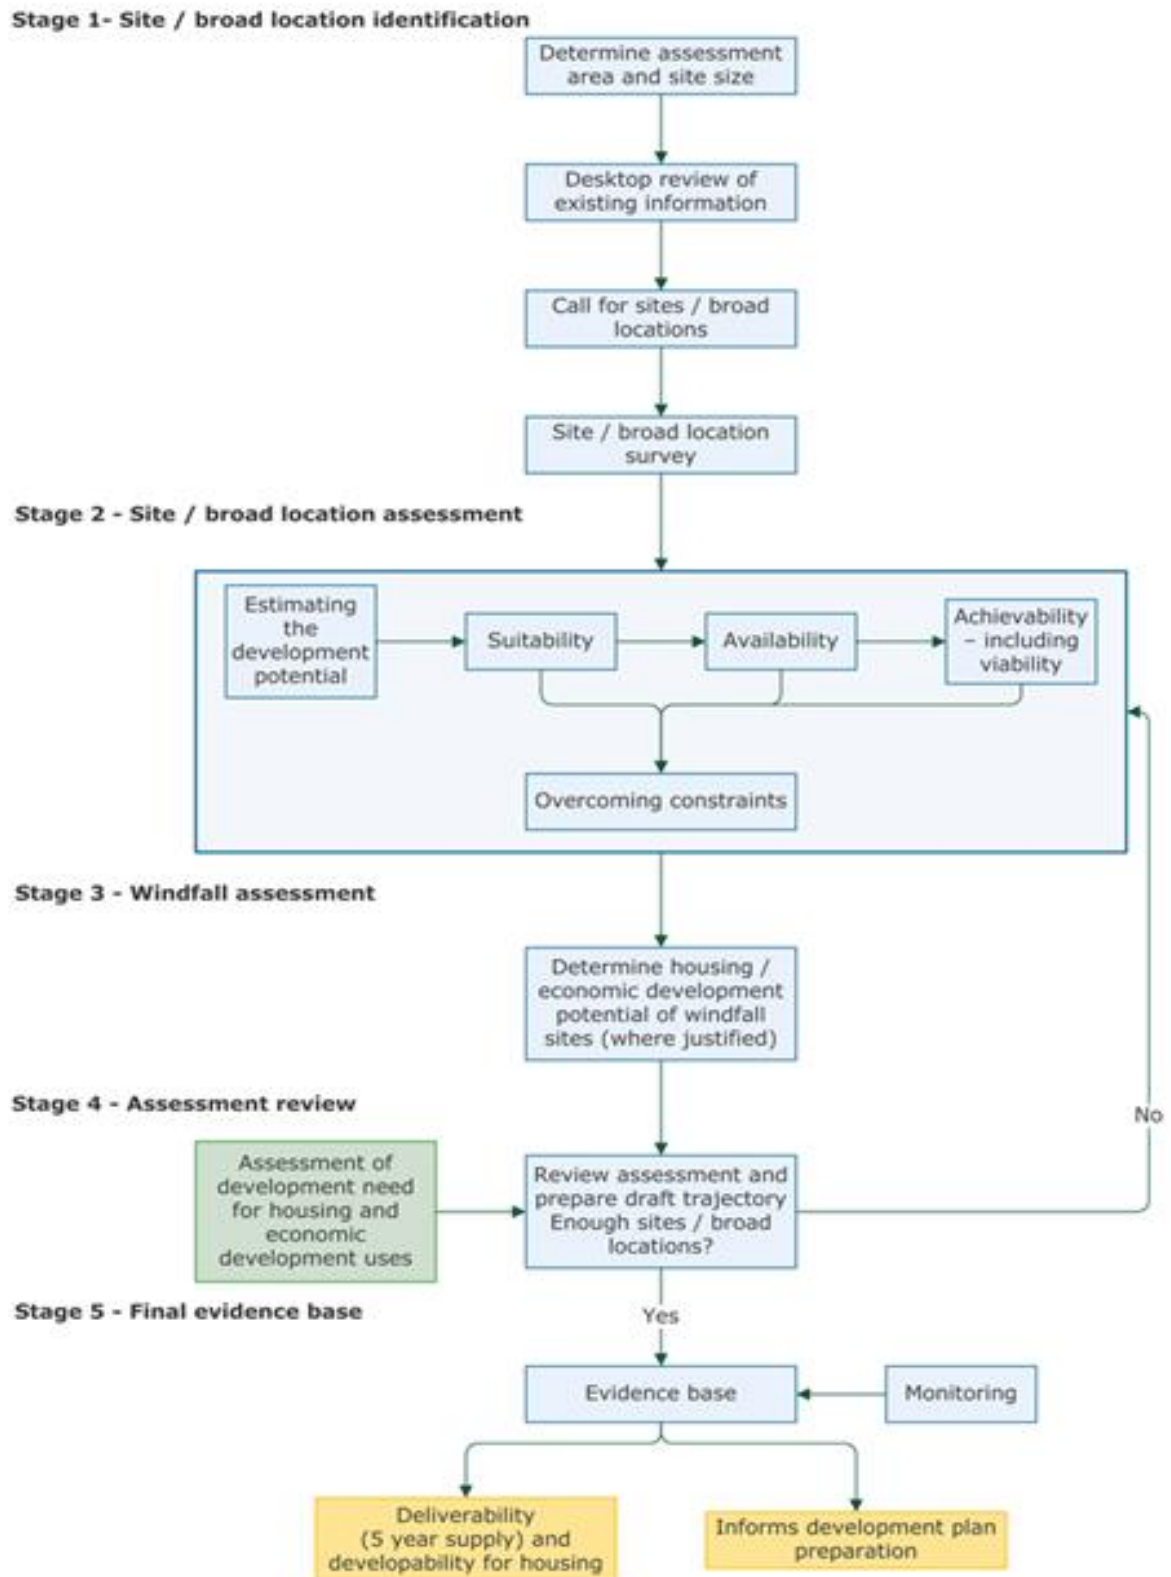 Stage 1- Site / broad location identification
Determine assessment
area and site size
Desktop review of
existing information
Call for sites / broad
locations
Site / broad location
survey
Stage 2 - Site / broad location assessment
Estimating
the
development
potential
Suitability
Availability
Achievability
– including
viability
Overcoming constraints
Stage 3 - Windfall assessment
Determine housing /
economic development
potential of windfall
sites (where justified)
Stage 4 - Assessment review
No
Assessment of
development need
for housing and
economic
development uses
Review assessment and
prepare draft trajectory
Enough sites / broad
locations?
Stage 5 - Final evidence base
Yes
Evidence base
Monitoring
Deliverability
(5 year supply) and
developability for housing
Informs development plan
preparation